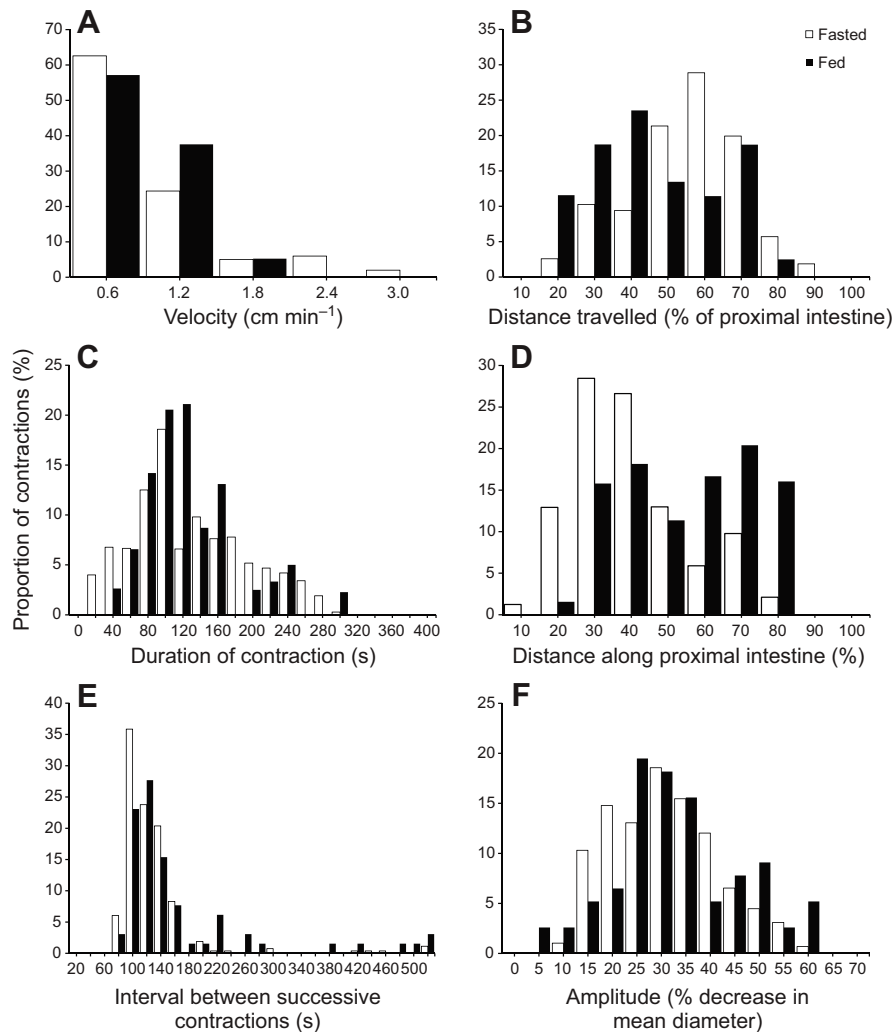 A
70
60
50
40
30
20
10
0
0.6 1.2 1.8 2.4 3.0
Velocity (cm min–1)
B
Fasted
Fed
35
30
25
20
15
10
5
0
10 20 30 40 50 60 70 80 90 100
Distance travelled (% of proximal intestine)
Proportion of contractions (%)
C
25
20
15
10
5
0
0 40 80 120 160 200 240 280 320 360 400
Duration of contraction (s)
D
30
25
20
15
10
5
0
10 20 30 40 50 60 70 80 90 100
Distance along proximal intestine (%)
E
40
35
30
25
20
15
10
5
0
20 60 100 140 180 220 260 300 340 380 420 460 500
Interval between successive
contractions (s)
F
25
20
15
10
5
0
0 5 10 15 20 25 30 35 40 45 50 55 60 65 70
Amplitude (% decrease in
mean diameter)